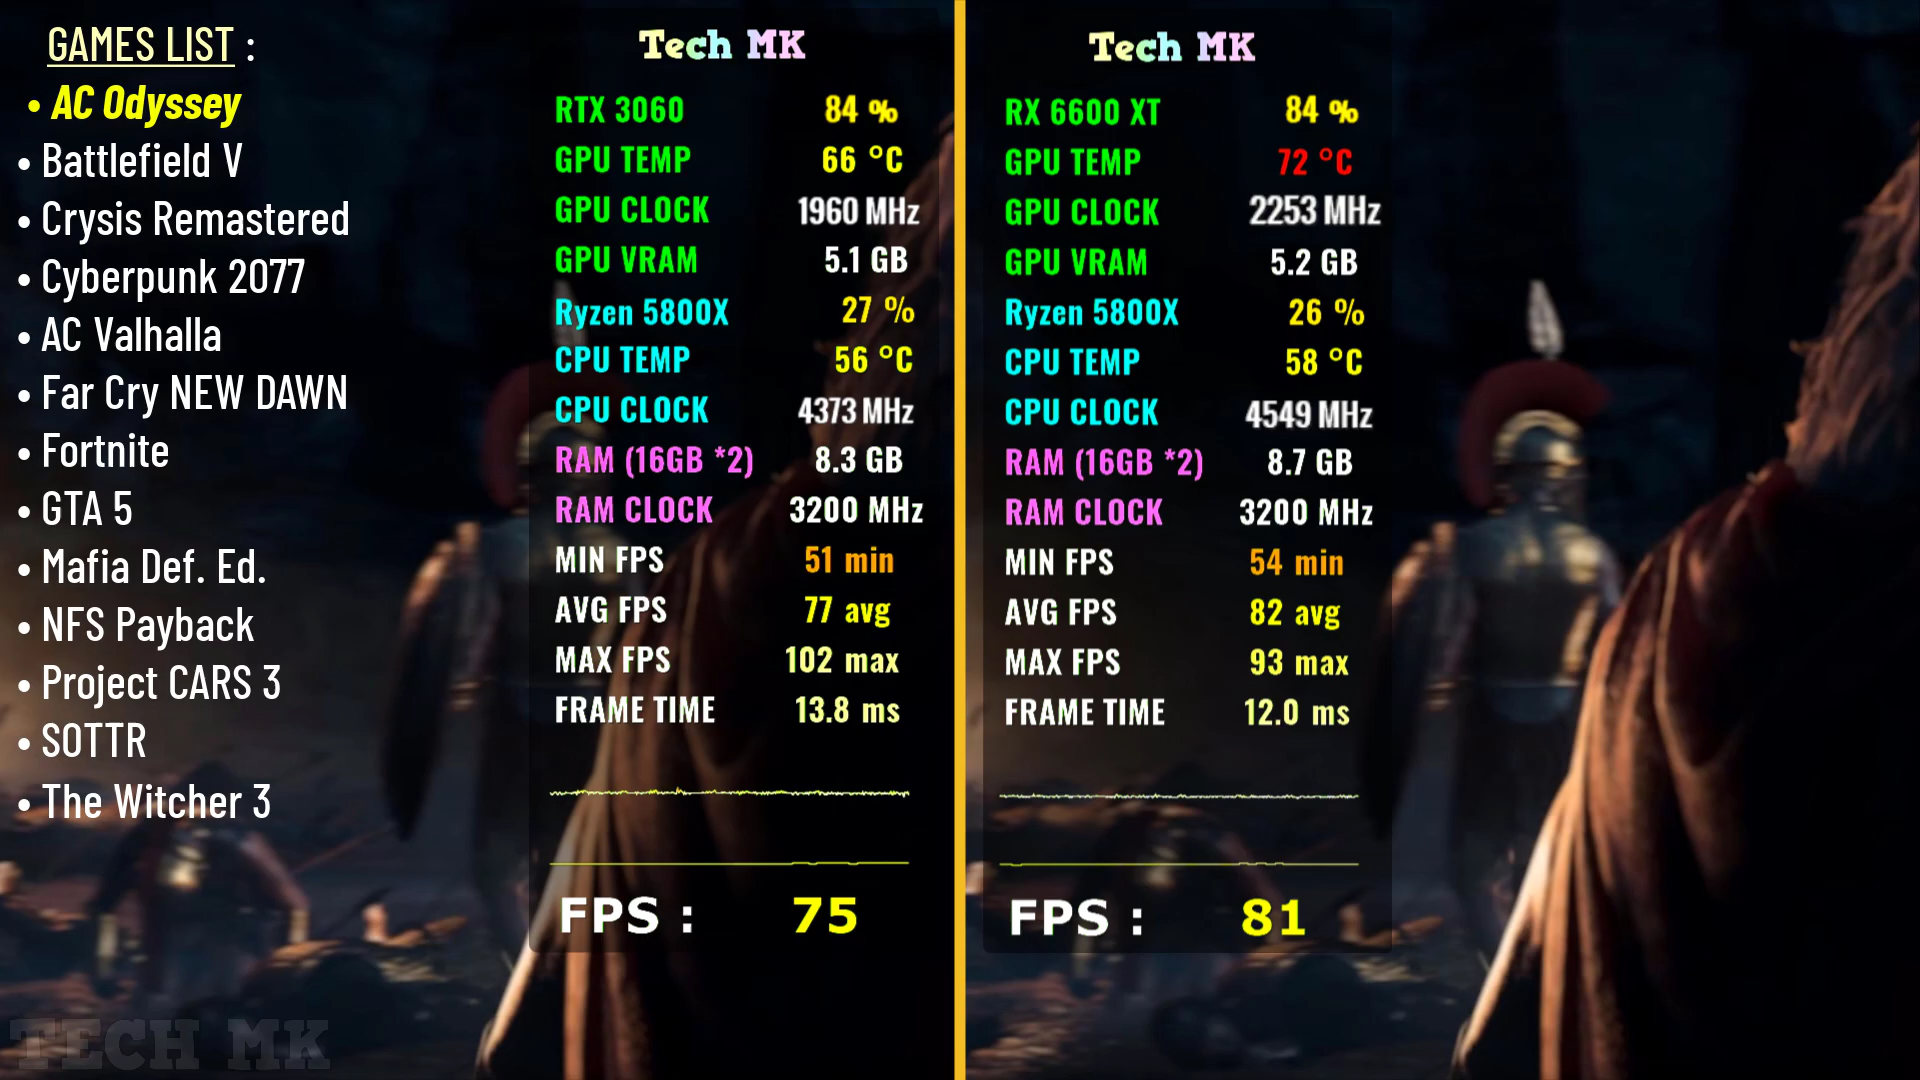 GAMES LIST :
• AC Odyssey
• Battlefield V
• Crysis Remastered
• Cyberpunk 2077
• AC Valhalla
• Far Cry NEW DAWN
• Fortnite
• GTA 5
• Mafia Def. Ed.
• NFS Payback
• Project CARS 3
• SOTTR
• The Witcher 3
TECH MK
Tech MK
RTX 3060 84 %
GPU TEMP 66 °C
GPU CLOCK 1960 MHz
GPU VRAM 5.1 GB
Ryzen 5800X 27 %
CPU TEMP 56 °C
CPU CLOCK 4373 MHz
RAM (16GB *2) 8.3 GB
RAM CLOCK 3200 MHz
MIN FPS 51 min
AVG FPS 77 avg
MAX FPS 102 max
FRAME TIME 13.8 ms
FPS : 75
Tech MK
RX 6600 XT 84 %
GPU TEMP 72 °C
GPU CLOCK 2253 MHz
GPU VRAM 5.2 GB
Ryzen 5800X 26 %
CPU TEMP 58 °C
CPU CLOCK 4549 MHz
RAM (16GB *2) 8.7 GB
RAM CLOCK 3200 MHz
MIN FPS 54 min
AVG FPS 82 avg
MAX FPS 93 max
FRAME TIME 12.0 ms
FPS : 81